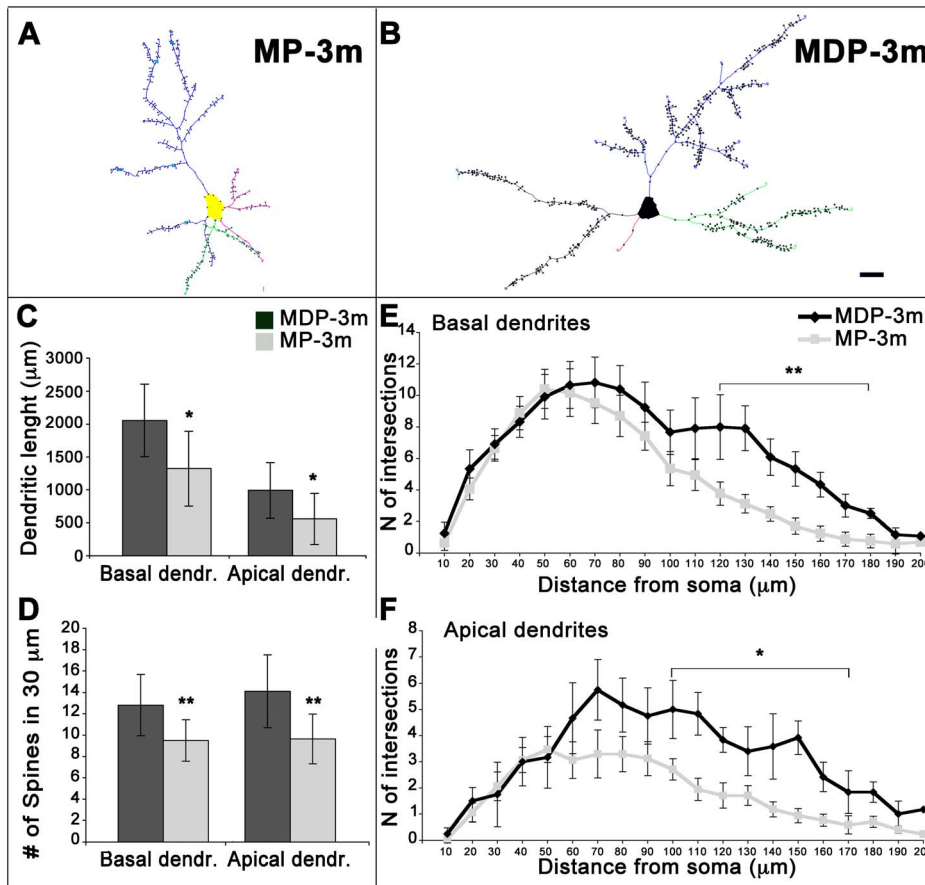 A
MP-3m
B
MDP-3m
C
MDP-3m
MP-3m
Dendritic lenght (µm)
3000
2500
2000
1500
1000
500
0
*
*
Basal dendr.
Apical dendr.
D
# of Spines in 30 µm
20
18
16
14
12
10
8
6
4
2
0
**
**
Basal dendr.
Apical dendr.
E
Basal dendrites
MDP-3m
MP-3m
N of intersections
14
12
10
8
6
4
2
0
**
10 20 30 40 50 60 70 80 90 100 110 120 130 140 150 160 170 180 190 200
Distance from soma (µm)
F
Apical dendrites
N of intersections
8
7
6
5
4
3
2
1
0
*
10 20 30 40 50 60 70 80 90 100 110 120 130 140 150 160 170 180 190 200
Distance from soma (µm)